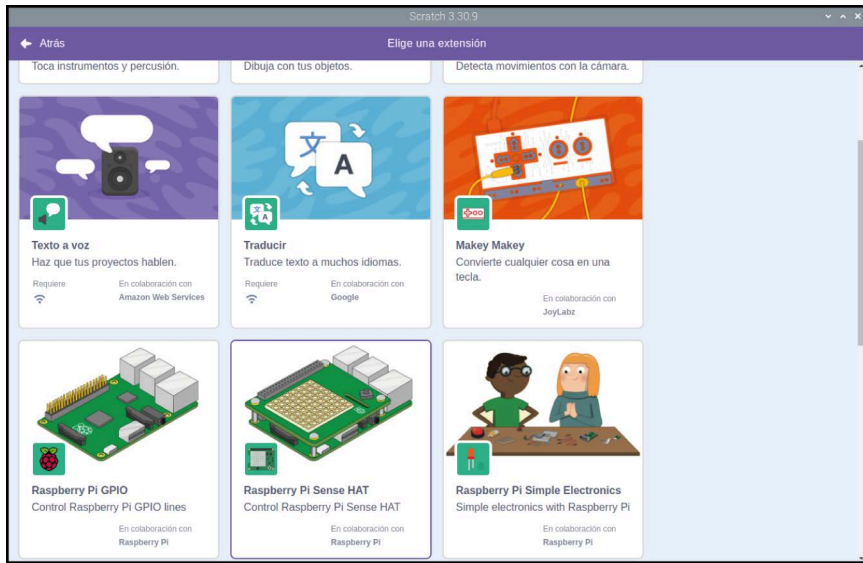 Scratch 3.30.9
Atrás
Elige una extensión
Toca instrumentos y percusión.
Dibuja con tus objetos.
Detecta movimientos con la cámara.
文
A
文
A
Texto a voz
Haz que tus proyectos hablen.
Requiere
En colaboración con
Amazon Web Services
Traducir
Traduce texto a muchos idiomas.
Requiere
En colaboración con
Google
Makey Makey
Convierte cualquier cosa en una
tecla.
En colaboración con
JoyLabz
Raspberry Pi GPIO
Control Raspberry Pi GPIO lines
En colaboración con
Raspberry Pi
Raspberry Pi Sense HAT
Control Raspberry Pi Sense HAT
En colaboración con
Raspberry Pi
Raspberry Pi Simple Electronics
Simple electronics with Raspberry Pi
En colaboración con
Raspberry Pi